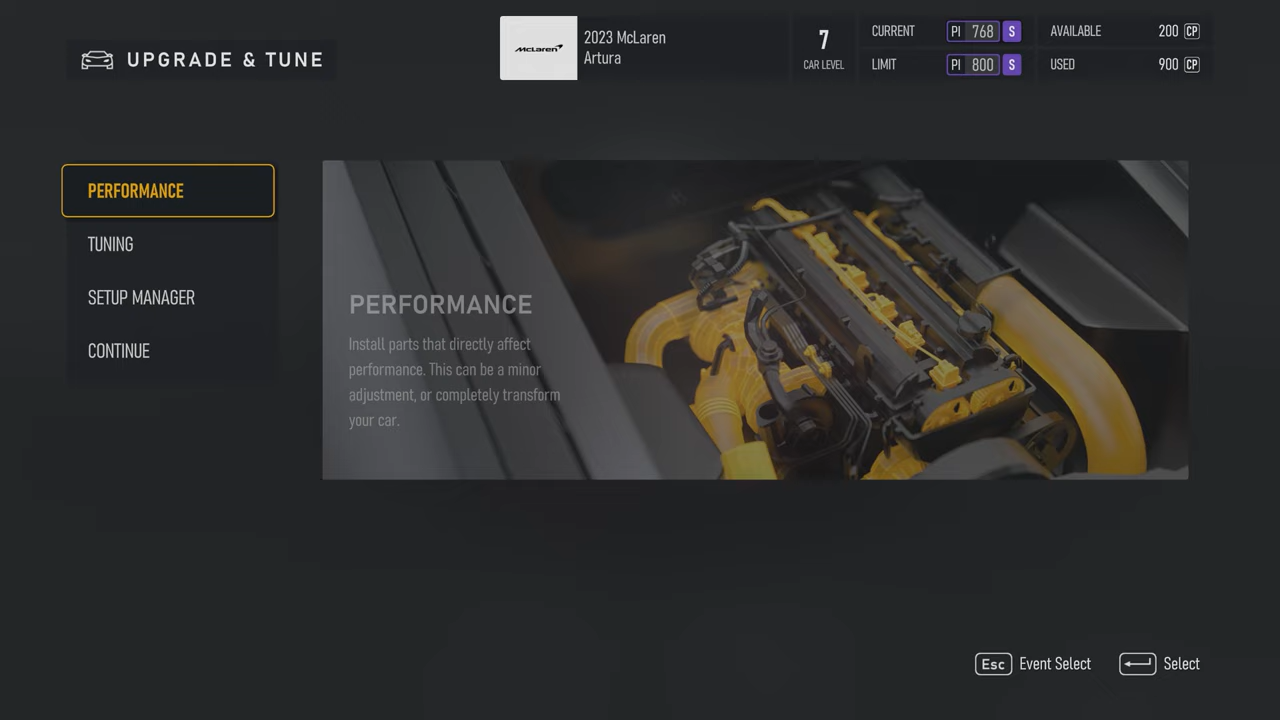 UPGRADE & TUNE
McLaren
2023 McLaren
Artura
7
CAR LEVEL
CURRENT PI 768 S
LIMIT PI 800 S
AVAILABLE 200 CP
USED 900 CP
PERFORMANCE
TUNING
SETUP MANAGER
CONTINUE
PERFORMANCE
Install parts that directly affect
performance. This can be a minor
adjustment, or completely transform
your car.
Esc Event Select
Select